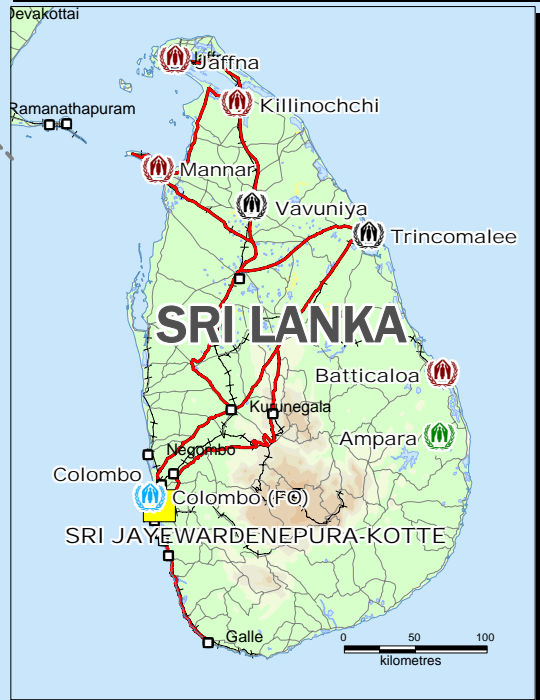 Devakottai
Jaffna
Killinochchi
Ramanathapuram
Mannar
Vavuniya
Trincomalee
SRI LANKA
Batticaloa
Kurunegala
Ampara
Negombo
Colombo
Colombo (FO)
SRI JAYEWARDENEPURA-KOTTE
Galle
0 50 100
kilometres